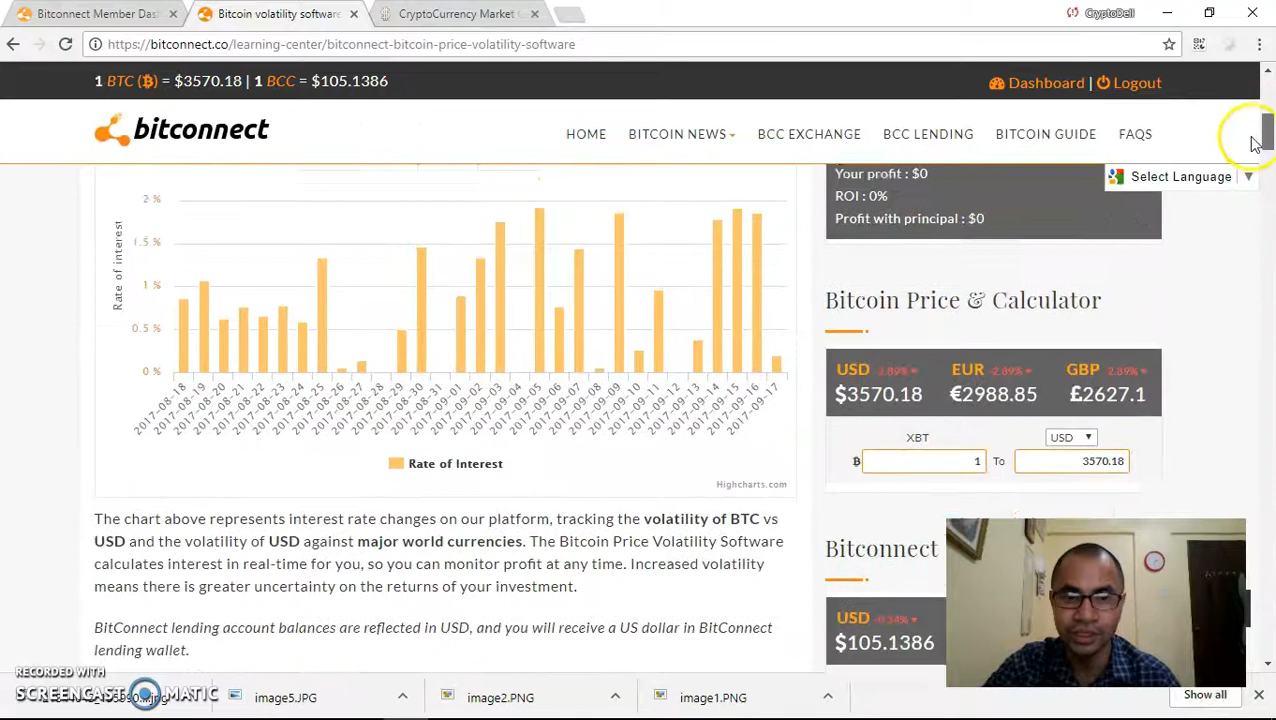 Bitconnect Member Das
Bitcoin volatility software
CryptoCurrency Market
CryptoDell
https://bitconnect.co/learning-center/bitconnect-bitcoin-price-volatility-software
1 BTC (₿) = $3570.18 | 1 BCC = $105.1386
Dashboard | Logout
bitconnect
HOME BITCOIN NEWS BCC EXCHANGE BCC LENDING BITCOIN GUIDE FAQS
Select Language
Your profit : $0
ROI : 0%
Profit with principal : $0
Rate of interest
2 %
1.5 %
1 %
0.5 %
0 %
2017-08-18
2017-08-19
2017-08-20
2017-08-21
2017-08-22
2017-08-23
2017-08-24
2017-08-25
2017-08-26
2017-08-27
2017-08-28
2017-08-29
2017-08-30
2017-09-01
2017-09-02
2017-09-03
2017-09-04
2017-09-05
2017-09-06
2017-09-07
2017-09-08
2017-09-09
2017-09-10
2017-09-11
2017-09-12
2017-09-13
2017-09-14
2017-09-15
2017-09-16
2017-09-17
Rate of Interest
Highcharts.com
The chart above represents interest rate changes on our platform, tracking the volatility of BTC vs
USD and the volatility of USD against major world currencies. The Bitcoin Price Volatility Software
calculates interest in real-time for you, so you can monitor profit at any time. Increased volatility
means there is greater uncertainty on the returns of your investment.
BitConnect lending account balances are reflected in USD, and you will receive a US dollar in BitConnect
lending wallet.
Bitcoin Price & Calculator
USD -2.89% EUR -2.89% GBP 2.89%
$3570.18 €2988.85 £2627.1
XBT USD
₿ 1 To 3570.18
Bitconnect
USD -0.34%
$105.1386
RECORDED WITH
SCREENCAST MATIC
image5.JPG
image2.PNG
image1.PNG
Show all